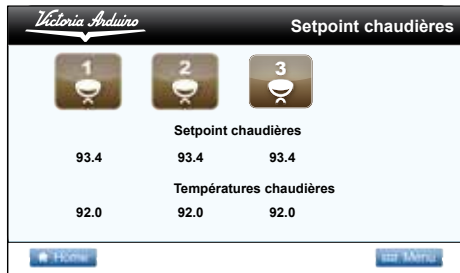 Victoria Arduino
Setpoint chaudières
1 2 3
Setpoint chaudières
93.4 93.4 93.4
Températures chaudières
92.0 92.0 92.0
Home Menu